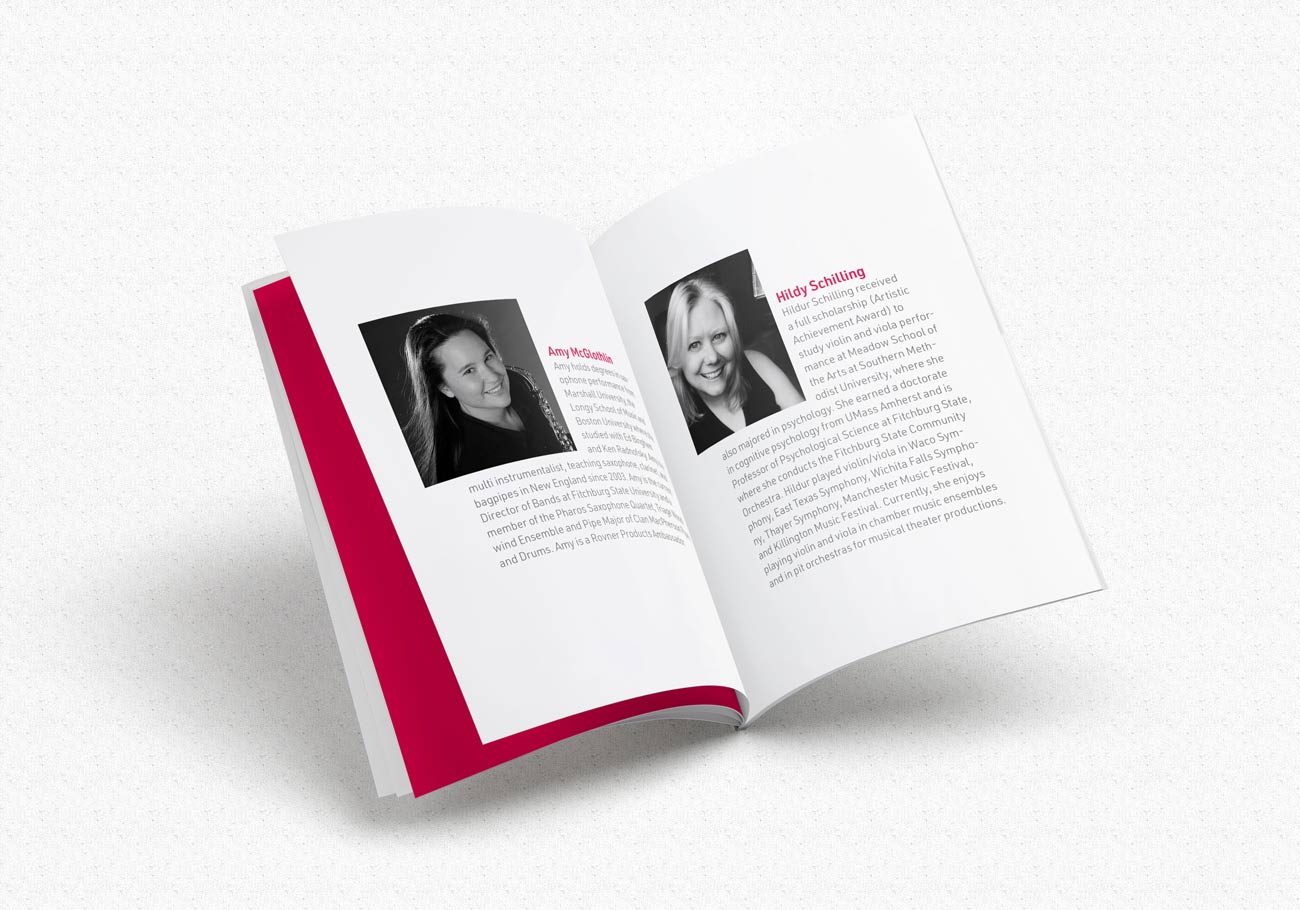 Amy McGlothlin
Amy holds degrees in sax-
ophone performance from
Marshall University, the
Longy School of Music and
Boston University where she
studied with Ed Bingham
and Ken Radnofsky.
multi instrumentalist, teaching saxophone, clarinet, and
bagpipes in New England since 2003. Amy is the current
Director of Bands at Fitchburg State University and is a
member of the Pharos Saxophone Quartet,
wind Ensemble and Pipe Major of Clan MacPherson Pipes
and Drums. Amy is a Rovner Products Ambassador
Hildy Schilling
Hildur Schilling received
a full scholarship (Artistic
Achievement Award) to
study violin and viola perfor-
mance at Meadow School of
the Arts at Southern Meth-
odist University, where she
also majored in psychology. She earned a doctorate
in cognitive psychology from UMass Amherst and is
Professor of Psychological Science at Fitchburg State,
where she conducts the Fitchburg State Community
Orchestra. Hildur played violin/viola in Waco Sym-
phony, East Texas Symphony, Wichita Falls Sympho-
ny, Thayer Symphony, Manchester Music Festival,
and Killington Music Festival. Currently, she enjoys
playing violin and viola in chamber music ensembles
and in pit orchestras for musical theater productions.